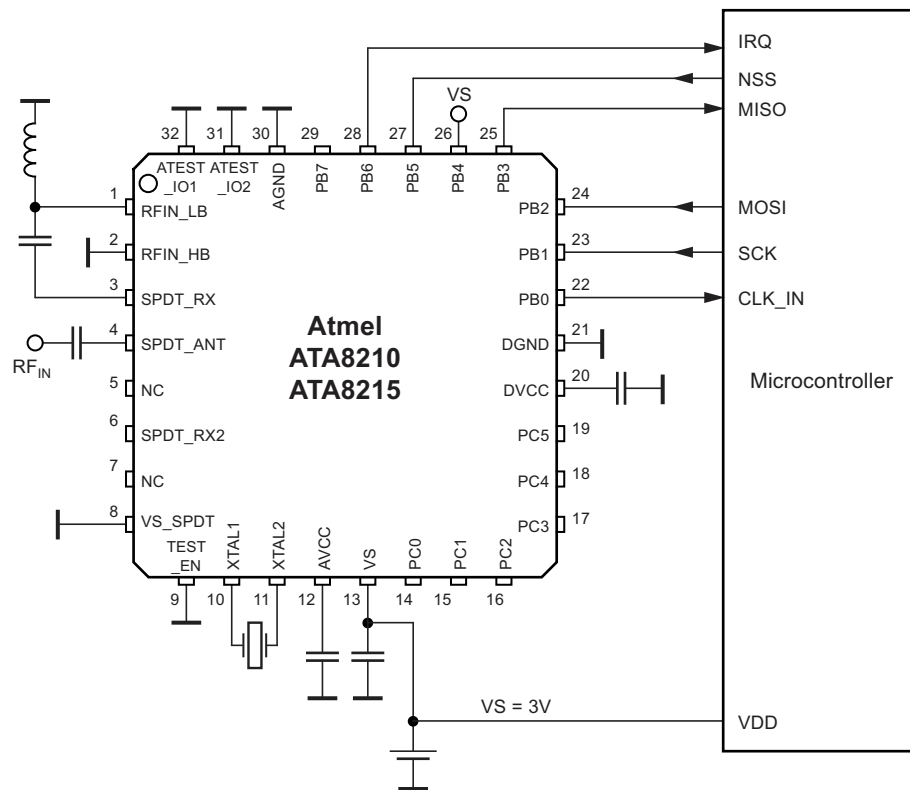 IRQ
NSS
MISO
VS
32 31 30 29 28 27 26 25
ATEST
_IO1
ATEST
_IO2
AGND
PB7
PB6
PB5
PB4
PB3
1
RFIN_LB
2
RFIN_HB
3
SPDT_RX
4
SPDT_ANT
RFIN
5
NC
6
SPDT_RX2
7
NC
8
VS_SPDT
Atmel
ATA8210
ATA8215
PB2
24
MOSI
PB1
23
SCK
PB0
22
CLK_IN
DGND
21
DVCC
20
PC5
19
PC4
18
PC3
17
Microcontroller
TEST
_EN
XTAL1
XTAL2
AVCC
VS
PC0
PC1
PC2
9 10 11 12 13 14 15 16
VS = 3V
VDD